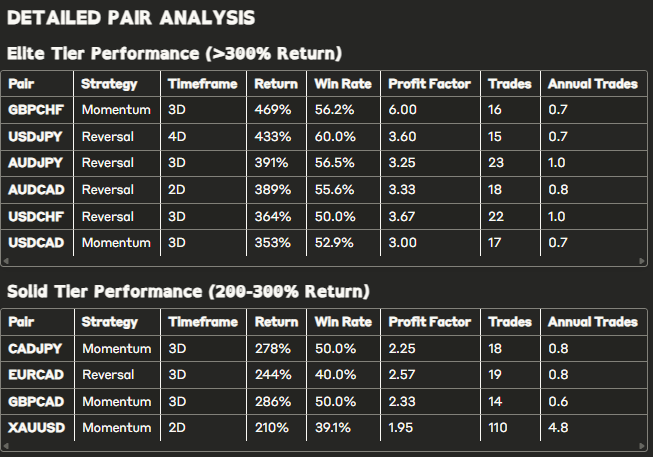 DETAILED PAIR ANALYSIS
Elite Tier Performance (>300% Return)
Pair Strategy Timeframe Return Win Rate Profit Factor Trades Annual Trades
GBPCHF Momentum 3D 469% 56.2% 6.00 16 0.7
USDJPY Reversal 4D 433% 60.0% 3.60 15 0.7
AUDJPY Reversal 3D 391% 56.5% 3.25 23 1.0
AUDCAD Reversal 2D 389% 55.6% 3.33 18 0.8
USDCHF Reversal 3D 364% 50.0% 3.67 22 1.0
USDCAD Momentum 3D 353% 52.9% 3.00 17 0.7
Solid Tier Performance (200-300% Return)
Pair Strategy Timeframe Return Win Rate Profit Factor Trades Annual Trades
CADJPY Momentum 3D 278% 50.0% 2.25 18 0.8
EURCAD Reversal 3D 244% 40.0% 2.57 19 0.8
GBPCAD Momentum 3D 286% 50.0% 2.33 14 0.6
XAUUSD Momentum 2D 210% 39.1% 1.95 110 4.8